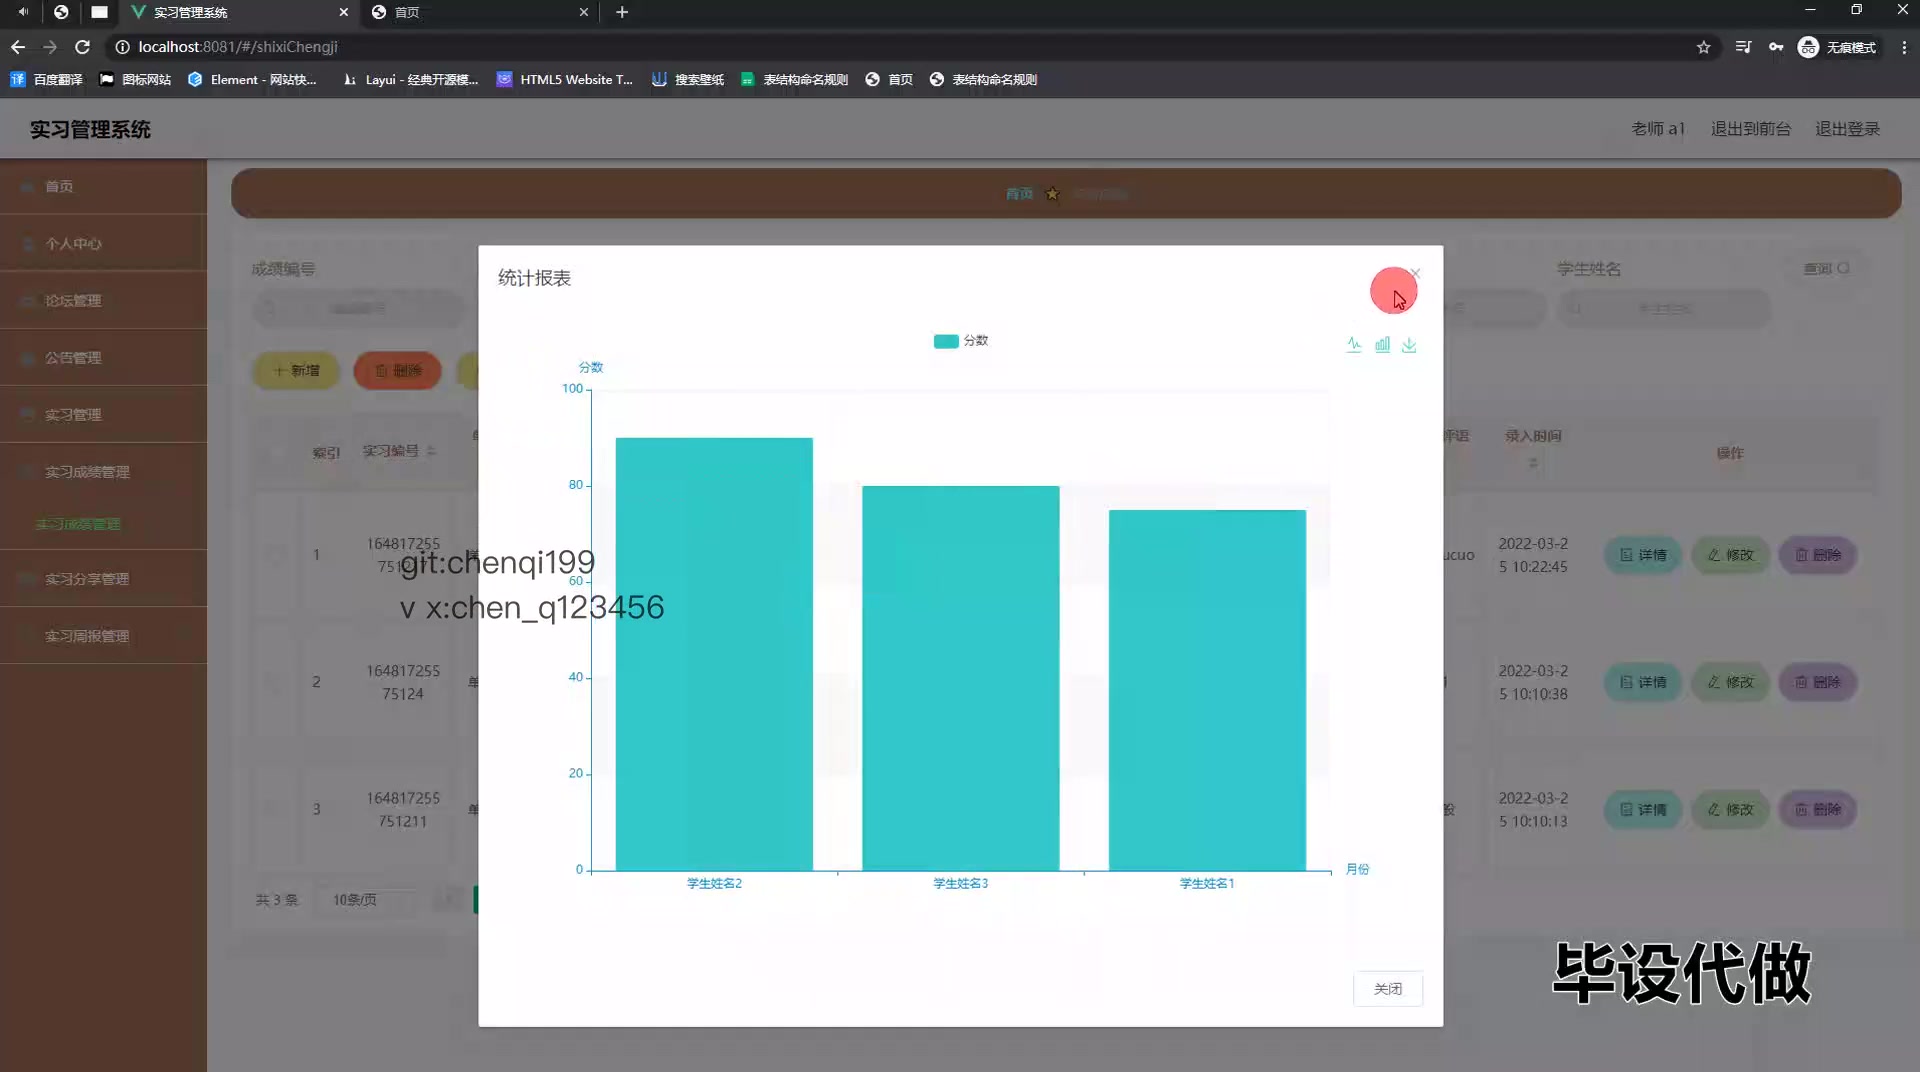 实习管理系统
首页
localhost:8081/#/shixiChengji
无痕模式
百度翻译
图标网站
Element - 网站快...
Layui - 经典开源模...
HTML5 Website T...
搜索壁纸
表结构命名规则
首页
表结构命名规则
实习管理系统
老师 a1
退出到前台
退出登录
首页
个人中心
论坛管理
公告管理
实习管理
实习成绩管理
实习成绩管理
实习分享管理
实习周报管理
首页
成绩编号
学生姓名
查询
新增
删除
索引
实习编号
评语
录入时间
操作
1
164817255
ucuo
2022-03-2
5 10:22:45
详情
修改
删除
2
164817255
75124
2022-03-2
5 10:10:38
详情
修改
删除
3
164817255
751211
2022-03-2
5 10:10:13
详情
修改
删除
共 3 条
10条/页
统计报表
分数
分数
100
80
60
40
20
0
学生姓名2
学生姓名3
学生姓名1
月份
关闭
git:chenqi199
v x:chen_q123456
毕设代做